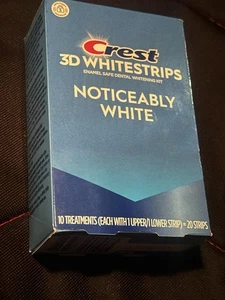 Crest
3D WHITESTRIPS
ENAMEL SAFE DENTAL WHITENING KIT
NOTICEABLY
WHITE
10 TREATMENTS (EACH WITH 1 UPPER/1 LOWER STRIP) = 20 STRIPS